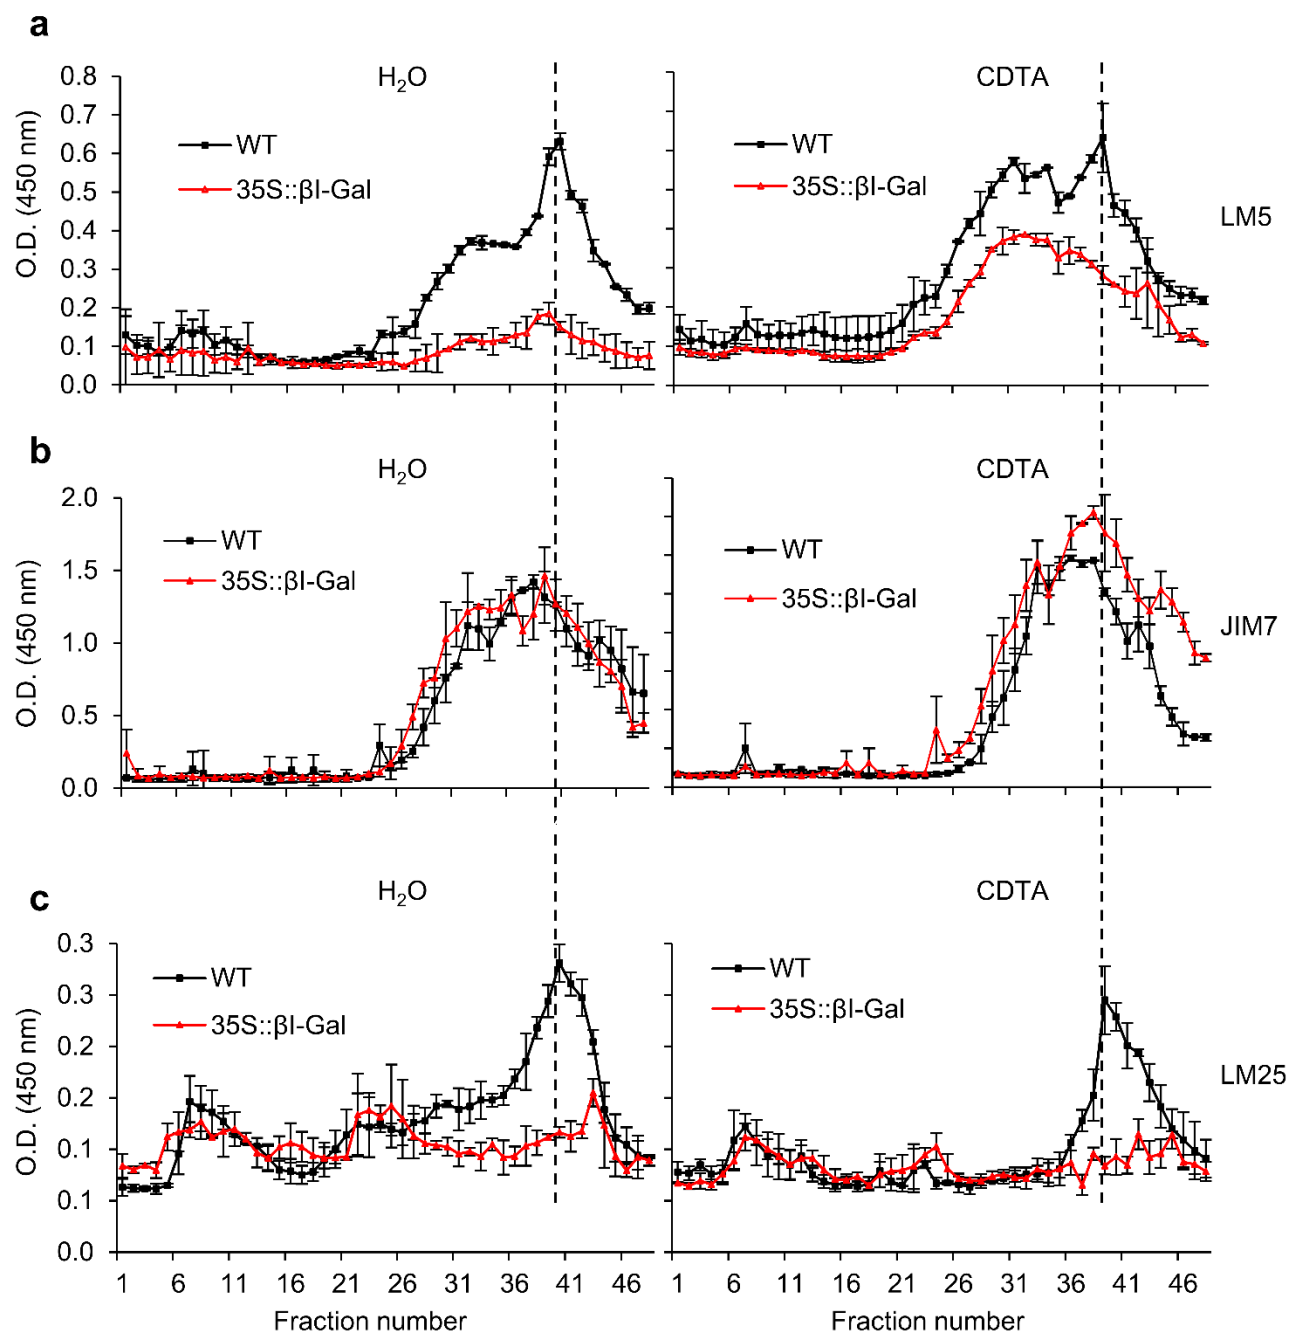 a
H₂O
CDTA
0.8
0.7
0.6
0.5
0.4
0.3
0.2
0.1
0.0
O.D. (450 nm)
WT
35S::βI-Gal
WT
35S::βI-Gal
LM5
b
H₂O
CDTA
2.0
1.5
1.0
0.5
0.0
O.D. (450 nm)
WT
35S::βI-Gal
WT
35S::βI-Gal
JIM7
c
H₂O
CDTA
0.3
0.3
0.2
0.2
0.1
0.1
0.0
O.D. (450 nm)
WT
35S::βI-Gal
WT
35S::βI-Gal
LM25
1 6 11 16 21 26 31 36 41 46
1 6 11 16 21 26 31 36 41 46
Fraction number
Fraction number